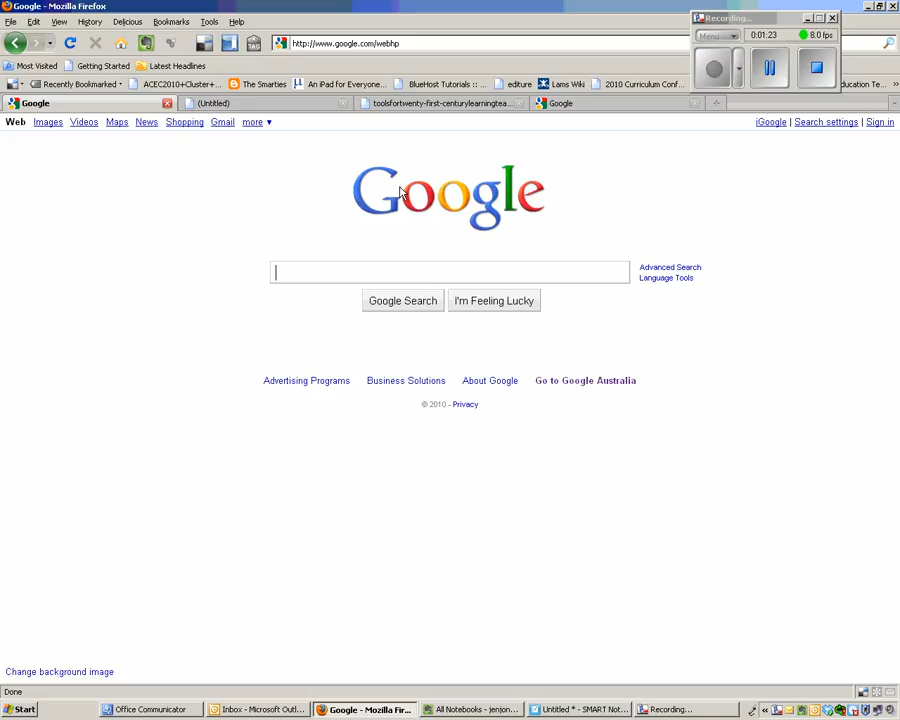 Google - Mozilla Firefox
Recording...
File Edit View History Delicious Bookmarks Tools Help
Menu 0:01:23 8.0 fps
http://www.google.com/webhp
TAG
Most Visited Getting Started Latest Headlines
Recently Bookmarked ACEC2010+Cluster+... The Smarties An iPad for Everyone... BlueHost Tutorials :: ... editure Lams Wiki 2010 Curriculum Conf... ducation Te... »
Google (Untitled) toolsfortwenty-first-centurylearningtea... Google
Web Images Videos Maps News Shopping Gmail more ▼ iGoogle | Search settings | Sign in
Google
Advanced Search
Language Tools
Google Search I'm Feeling Lucky
Advertising Programs Business Solutions About Google Go to Google Australia
© 2010 - Privacy
Change background image
Done
Start Office Communicator Inbox - Microsoft Outl... Google - Mozilla Fir... All Notebooks - jenjon... Untitled * - SMART Not... Recording... «